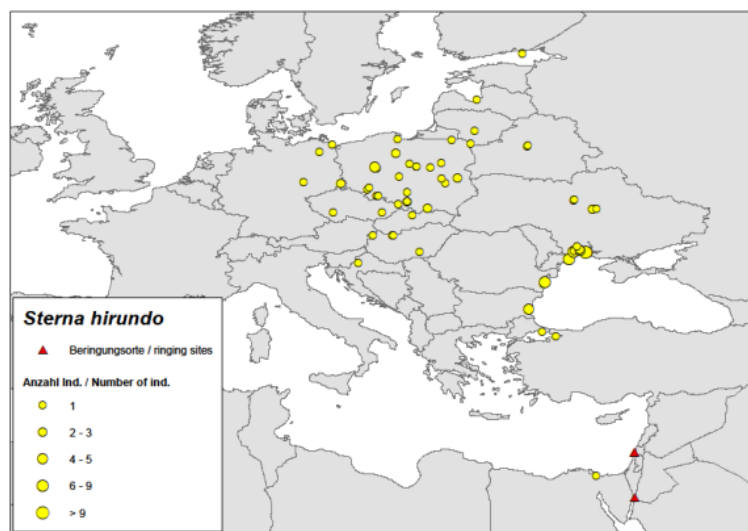 Sterna hirundo
Beringungsorte / ringing sites
Anzahl Ind. / Number of ind.
1
2 - 3
4 - 5
6 - 9
> 9